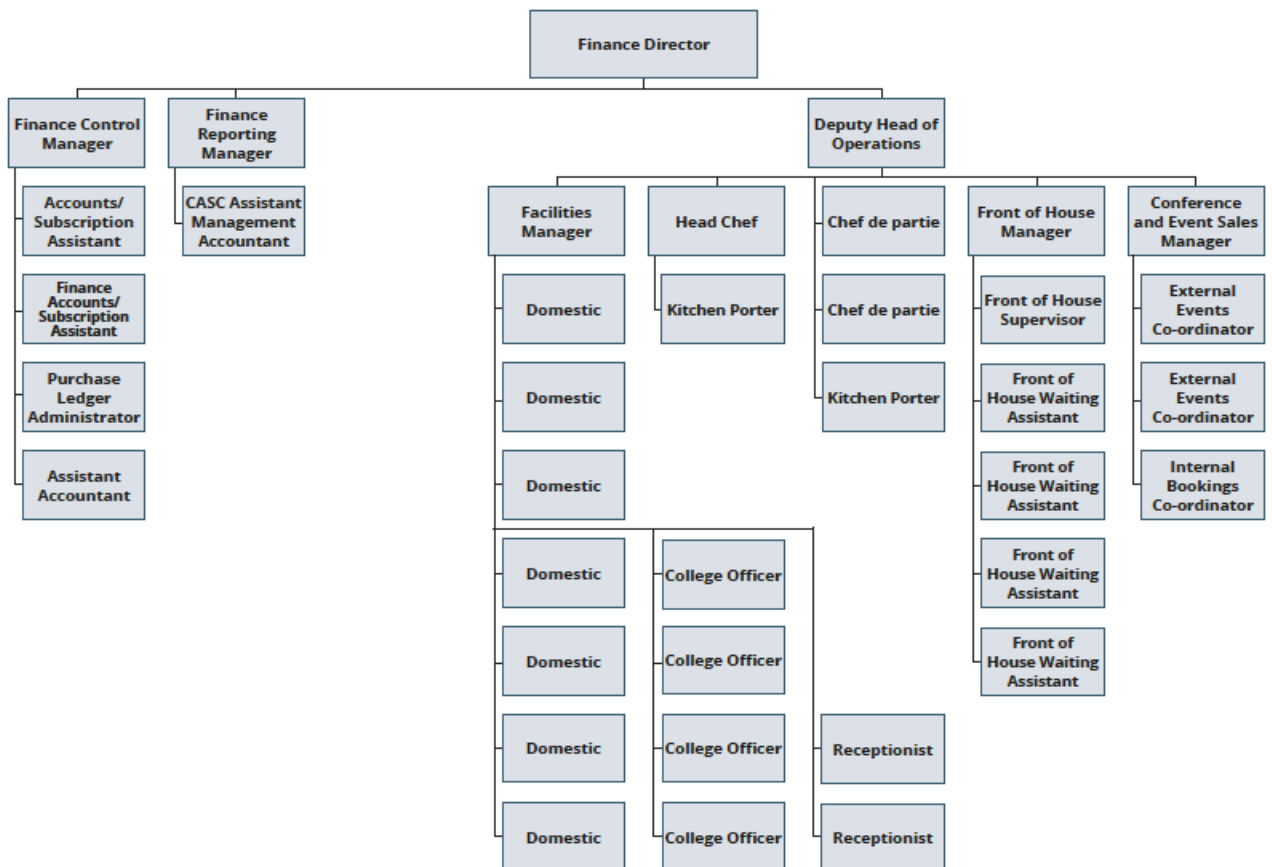 Finance Director
Finance Control
Manager
Finance
Reporting
Manager
Deputy Head of
Operations
Accounts/
Subscription
Assistant
CASC Assistant
Management
Accountant
Facilities
Manager
Head Chef
Chef de partie
Front of House
Manager
Conference
and Event Sales
Manager
Finance
Accounts/
Subscription
Assistant
Domestic
Kitchen Porter
Chef de partie
Front of House
Supervisor
External
Events
Co-ordinator
Purchase
Ledger
Administrator
Domestic
Kitchen Porter
Front of
House Waiting
Assistant
External
Events
Co-ordinator
Assistant
Accountant
Domestic
Front of
House Waiting
Assistant
Internal
Bookings
Co-ordinator
Domestic
College Officer
Front of
House Waiting
Assistant
Domestic
College Officer
Front of
House Waiting
Assistant
Domestic
College Officer
Receptionist
Domestic
College Officer
Receptionist